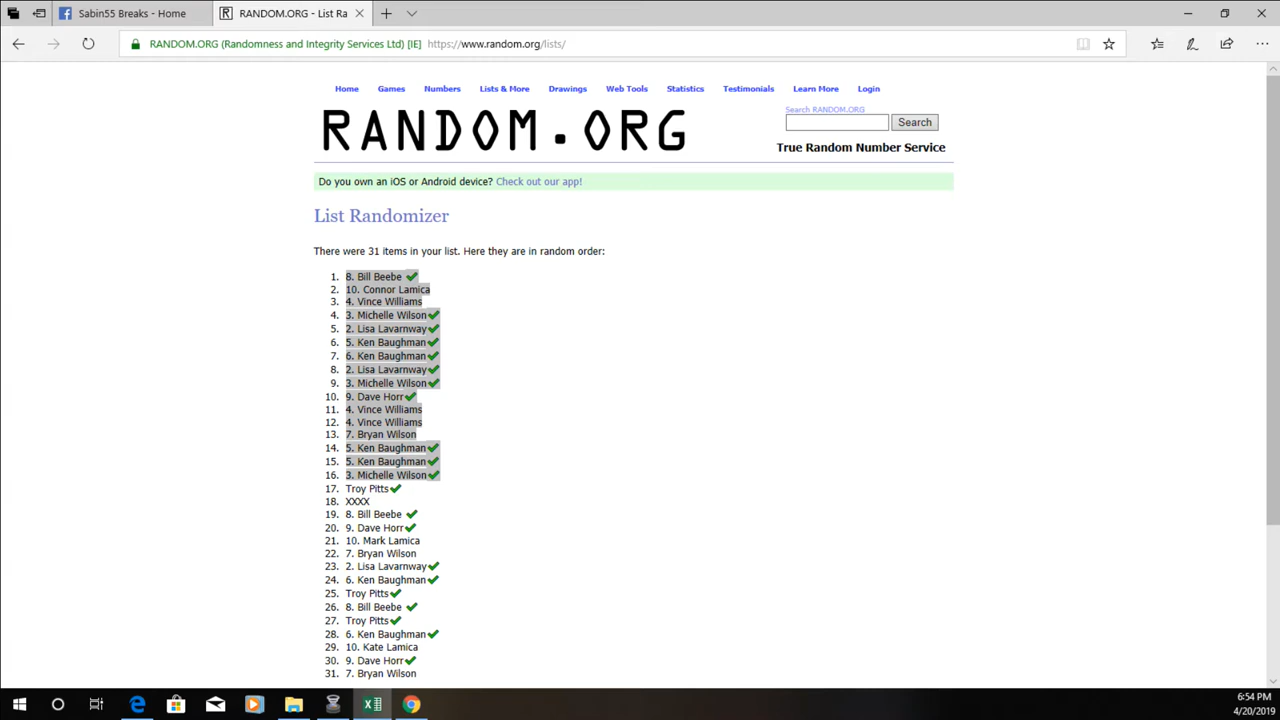 Sabin55 Breaks - Home
RANDOM.ORG - List Ra
RANDOM.ORG (Randomness and Integrity Services Ltd) [IE] https://www.random.org/lists/
Home Games Numbers Lists & More Drawings Web Tools Statistics Testimonials Learn More Login
RANDOM.ORG
Search RANDOM.ORG
Search
True Random Number Service
Do you own an iOS or Android device? Check out our app!
List Randomizer
There were 31 items in your list. Here they are in random order:
1. 8. Bill Beebe ✔
2. 10. Connor Lamica
3. 4. Vince Williams
4. 3. Michelle Wilson✔
5. 2. Lisa Lavarnway✔
6. 5. Ken Baughman✔
7. 6. Ken Baughman✔
8. 2. Lisa Lavarnway✔
9. 3. Michelle Wilson✔
10. 9. Dave Horr✔
11. 4. Vince Williams
12. 4. Vince Williams
13. 7. Bryan Wilson
14. 5. Ken Baughman✔
15. 5. Ken Baughman✔
16. 3. Michelle Wilson✔
17. Troy Pitts✔
18. XXXX
19. 8. Bill Beebe ✔
20. 9. Dave Horr✔
21. 10. Mark Lamica
22. 7. Bryan Wilson
23. 2. Lisa Lavarnway✔
24. 6. Ken Baughman✔
25. Troy Pitts✔
26. 8. Bill Beebe ✔
27. Troy Pitts✔
28. 6. Ken Baughman✔
29. 10. Kate Lamica
30. 9. Dave Horr✔
31. 7. Bryan Wilson
6:54 PM
4/20/2019